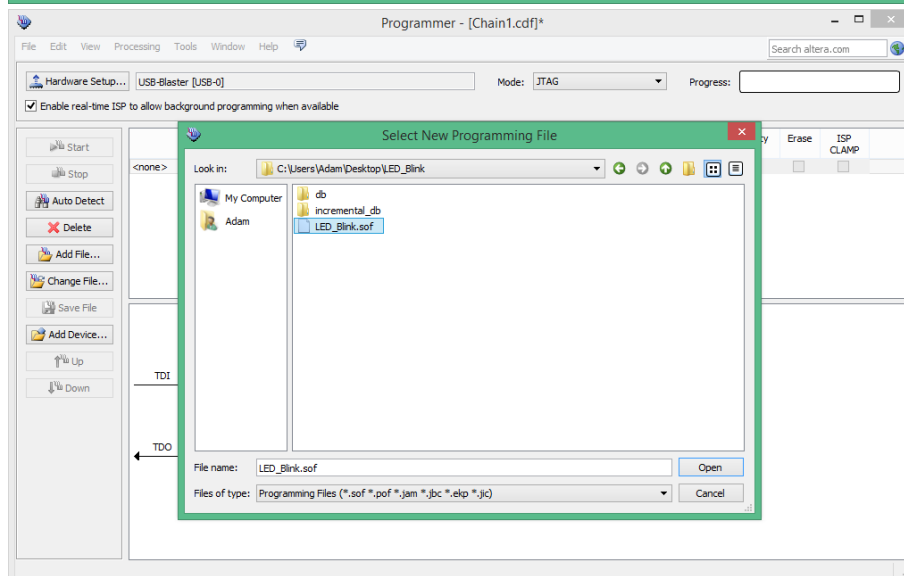 Programmer - [Chain1.cdf]*
File Edit View Processing Tools Window Help
Search altera.com
Hardware Setup... USB-Blaster [USB-0] Mode: JTAG Progress:
Enable real-time ISP to allow background programming when available
Select New Programming File
Start
Stop
Auto Detect
Delete
Add File...
Change File...
Save File
Add Device...
Up
Down
<none>
Erase ISP
CLAMP
TDI
TDO
Look in: C:\Users\Adam\Desktop\LED_Blink
My Computer
Adam
db
incremental_db
LED_Blink.sof
File name: LED_Blink.sof Open
Files of type: Programming Files (*.sof *.pof *.jam *.jbc *.ekp *.jic) Cancel